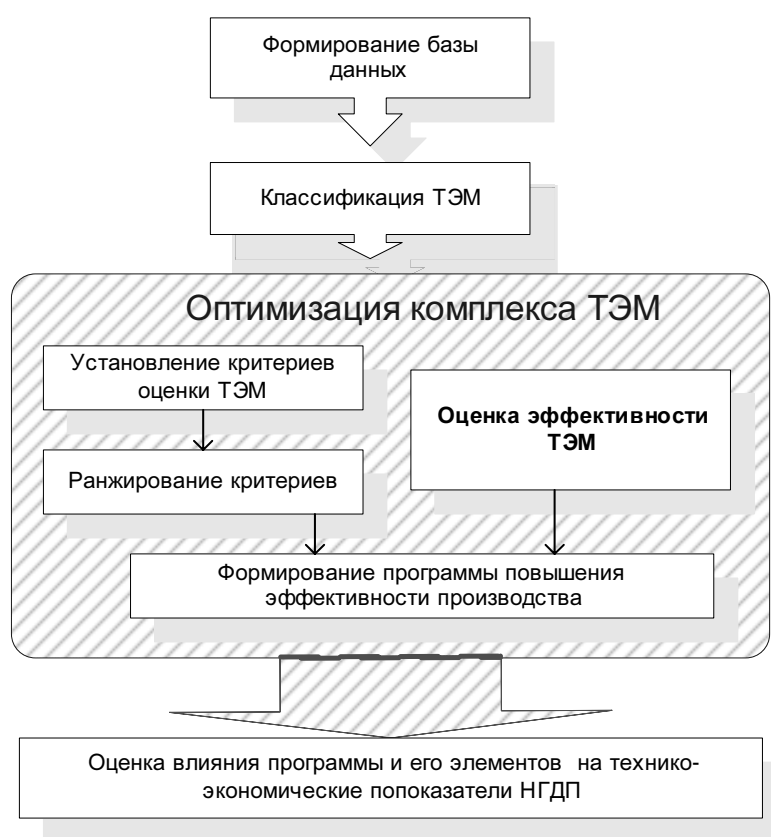 Формирование базы
данных
Классификация ТЭМ
Оптимизация комплекса ТЭМ
Установление критериев
оценки ТЭМ
Ранжирование критериев
Оценка эффективности
ТЭМ
Формирование программы повышения
эффективности производства
Оценка влияния программы и его элементов на технико-
экономические попоказатели НГДП